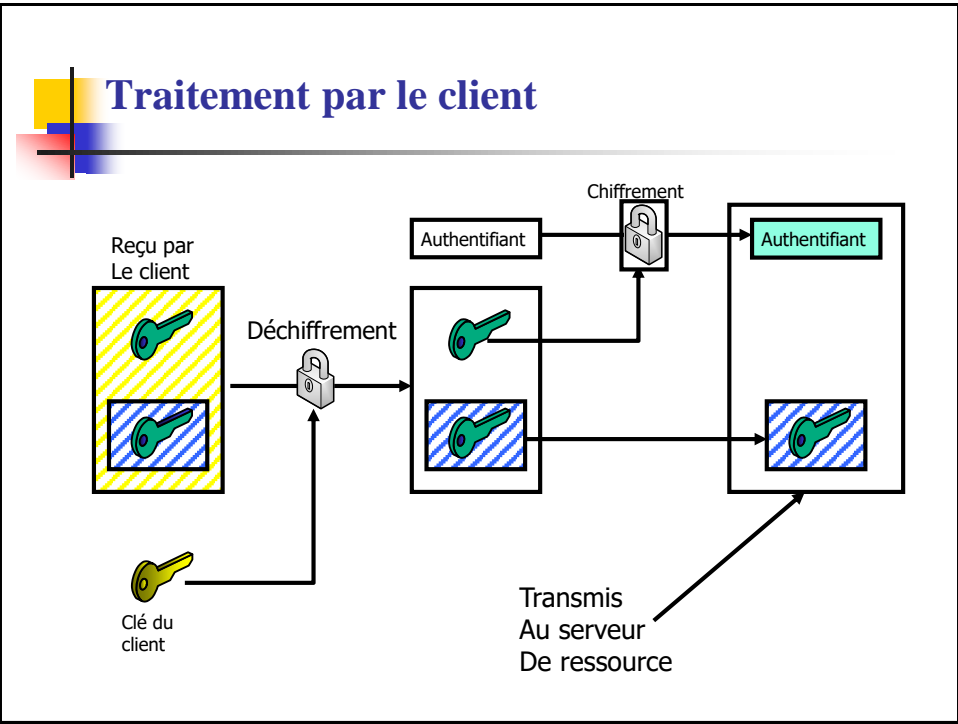 Traitement par le client
Chiffrement
Authentifiant
Authentifiant
Reçu par
Le client
Déchiffrement
Clé du
client
Transmis
Au serveur
De ressource